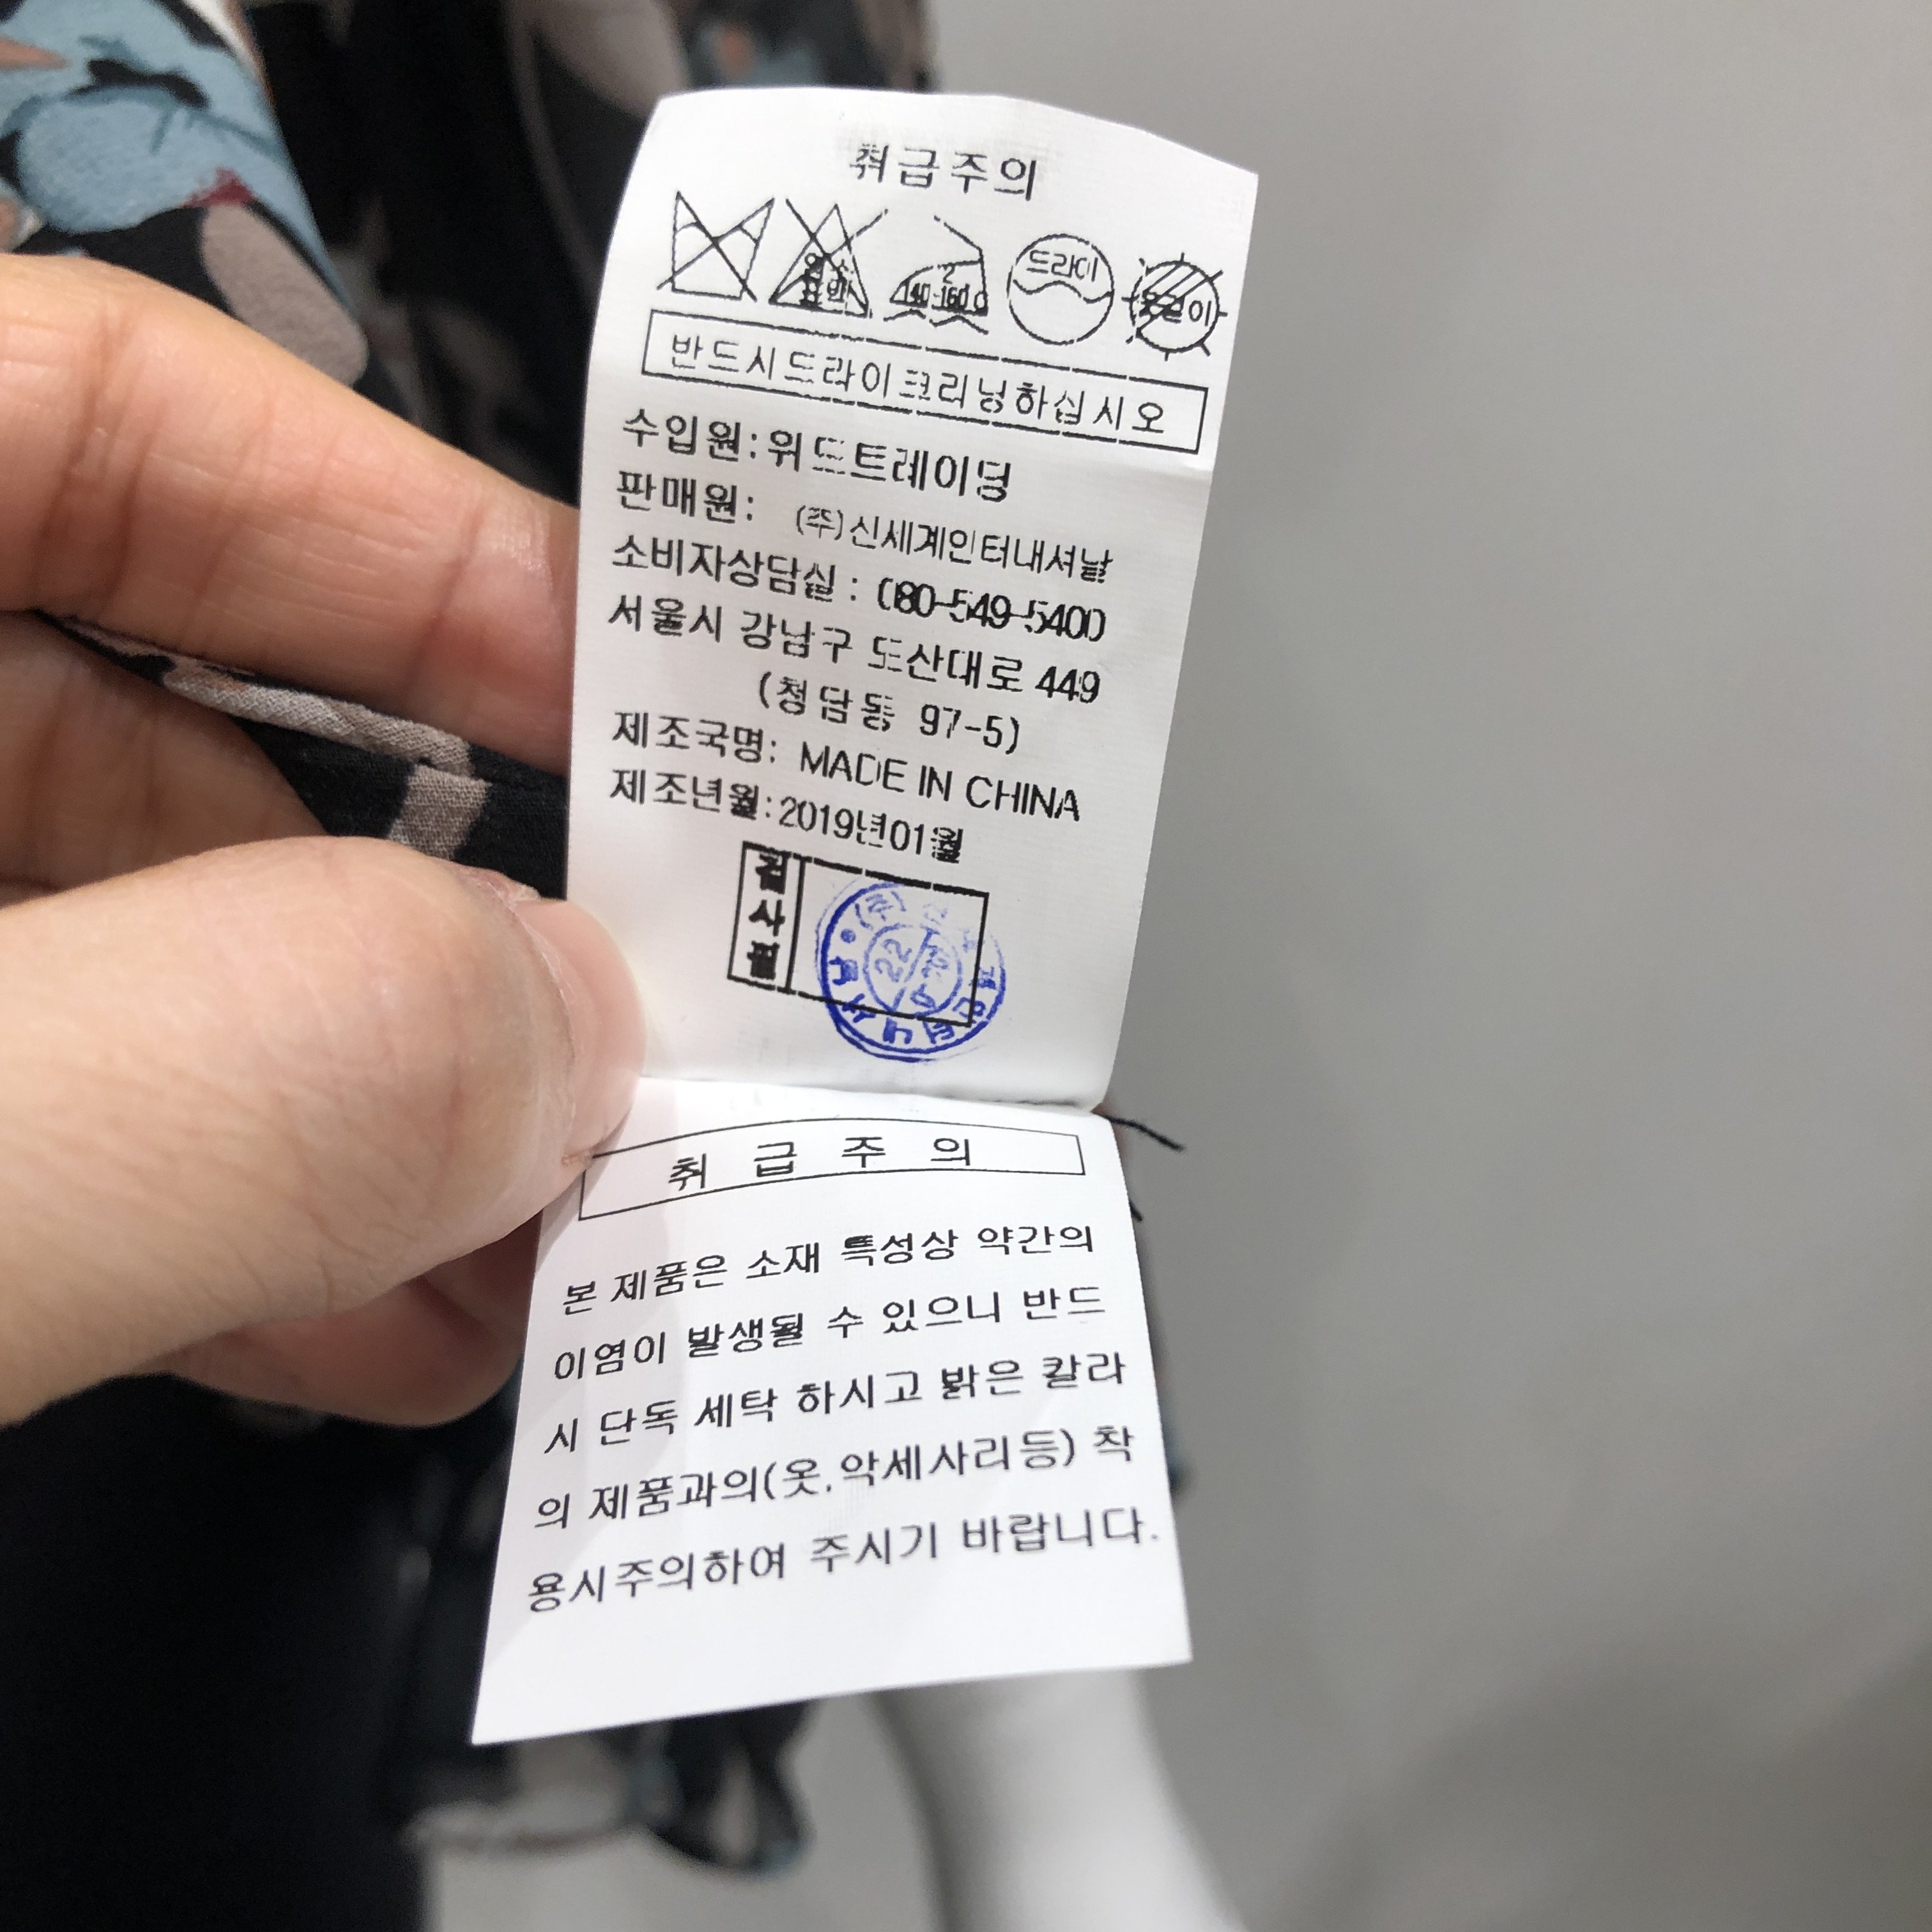 취급주의
드라이
반드시드라이크리닝하십시오
수입원:위드트레이딩
판매원: (주)신세계인터내셔날
소비자상담실 : 080-549-5400
서울시 강남구 도산대로 449
(청담동 97-5)
제조국명: MADE IN CHINA
제조년월:2019년01월
검사필
(주) 인터내셔날
22
취 급 주 의
본 제품은 소재 특성상 약간의
이염이 발생될 수 있으니 반드
시 단독 세탁 하시고 밝은 칼라
의 제품과의(옷,악세사리등) 착
용시주의하여 주시기 바랍니다.